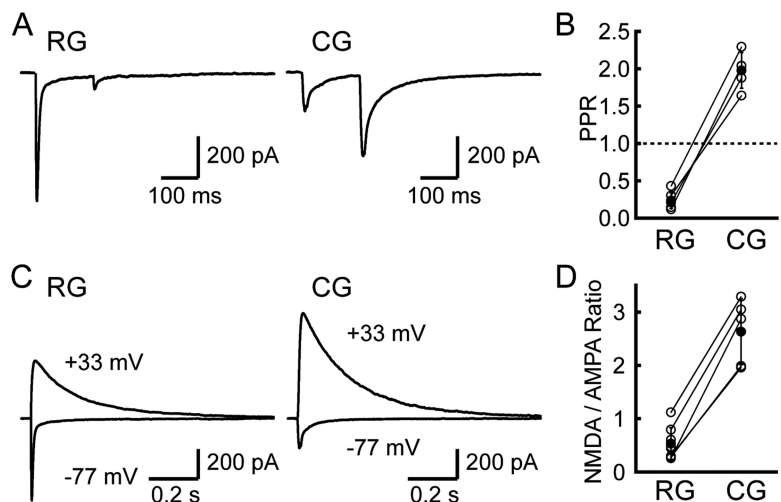 A
RG
CG
200 pA
100 ms
200 pA
100 ms
B
PPR
2.5
2.0
1.5
1.0
0.5
0.0
RG CG
C
RG
CG
+33 mV
-77 mV
200 pA
0.2 s
+33 mV
-77 mV
200 pA
0.2 s
D
NMDA / AMPA Ratio
3
2
1
0
RG CG